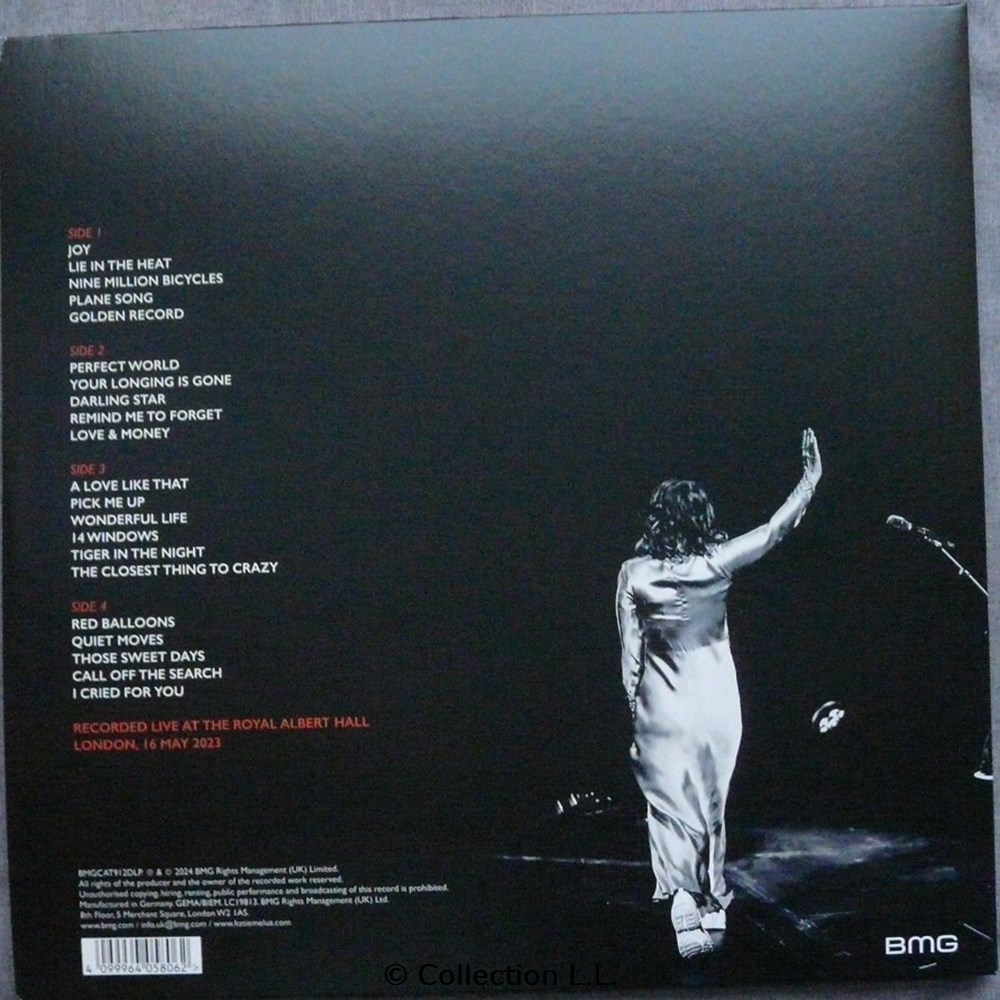 SIDE 1
JOY
LIE IN THE HEAT
NINE MILLION BICYCLES
PLANE SONG
GOLDEN RECORD
SIDE 2
PERFECT WORLD
YOUR LONGING IS GONE
DARLING STAR
REMIND ME TO FORGET
LOVE & MONEY
SIDE 3
A LOVE LIKE THAT
PICK ME UP
WONDERFUL LIFE
14 WINDOWS
TIGER IN THE NIGHT
THE CLOSEST THING TO CRAZY
SIDE 4
RED BALLOONS
QUIET MOVES
THOSE SWEET DAYS
CALL OFF THE SEARCH
I CRIED FOR YOU
RECORDED LIVE AT THE ROYAL ALBERT HALL
LONDON, 16 MAY 2023
BMGCAT912DLP. ℗ & © 2024 BMG Rights Management (UK) Limited.
All rights of the producer and the owner of the recorded work reserved.
Unauthorised copying, hiring, renting, public performance and broadcasting of this record is prohibited.
Manufactured in Germany. GEMA/BIEM. LC19813. BMG Rights Management (UK) Ltd.
8th Floor, 5 Merchant Square, London W2 1AS.
www.bmg.com / info.uk@bmg.com / www.katiemelua.com
4 099964 058062 >
BMG
© Collection L.L.